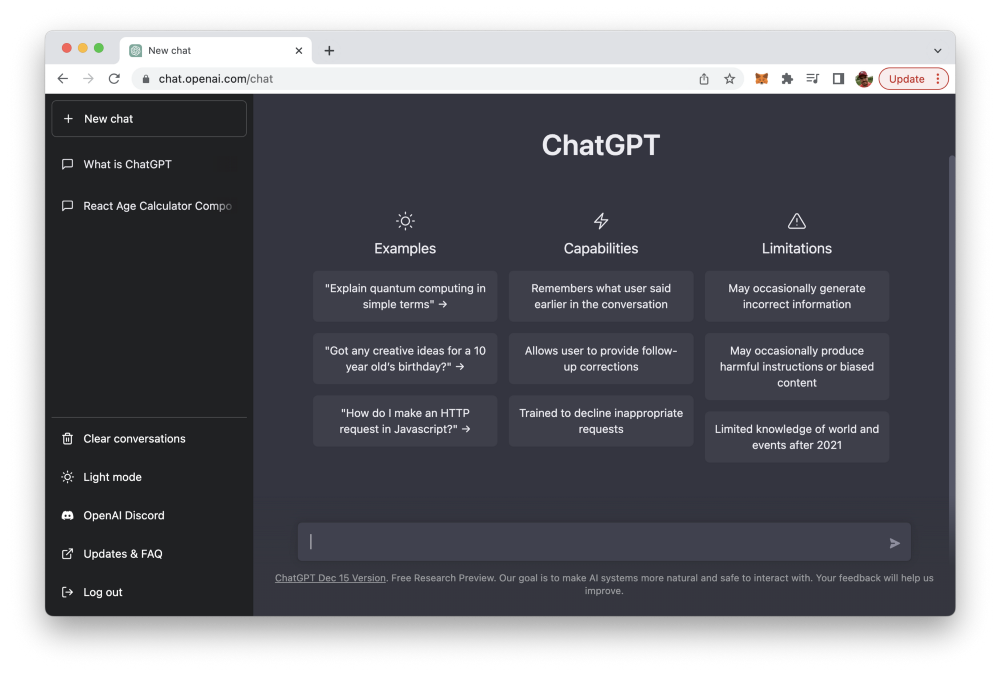 New chat
chat.openai.com/chat
Update
New chat
What is ChatGPT
React Age Calculator Compo
Clear conversations
Light mode
OpenAI Discord
Updates & FAQ
Log out
ChatGPT
Examples
"Explain quantum computing in
simple terms" →
"Got any creative ideas for a 10
year old's birthday?" →
"How do I make an HTTP
request in Javascript?" →
Capabilities
Remembers what user said
earlier in the conversation
Allows user to provide follow-
up corrections
Trained to decline inappropriate
requests
Limitations
May occasionally generate
incorrect information
May occasionally produce
harmful instructions or biased
content
Limited knowledge of world and
events after 2021
ChatGPT Dec 15 Version. Free Research Preview. Our goal is to make AI systems more natural and safe to interact with. Your feedback will help us
improve.